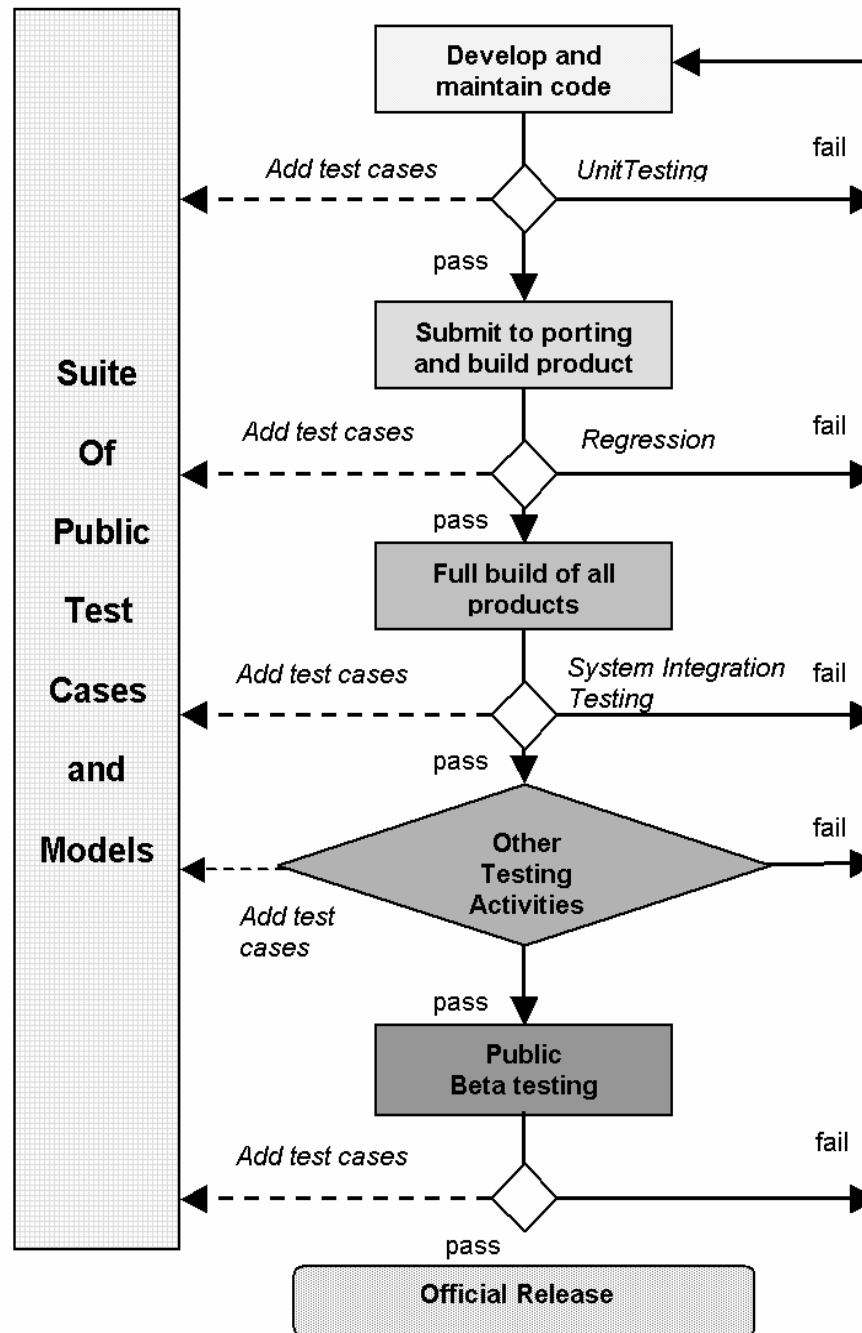 Develop and
maintain code
fail
Add test cases
UnitTesting
pass
Submit to porting
and build product
Suite
Of
Public
Test
Cases
and
Models
fail
Add test cases
Regression
pass
Full build of all
products
Add test cases
System Integration
Testing
fail
pass
Other
Testing
Activities
fail
Add test
cases
pass
Public
Beta testing
Add test cases
fail
pass
Official Release